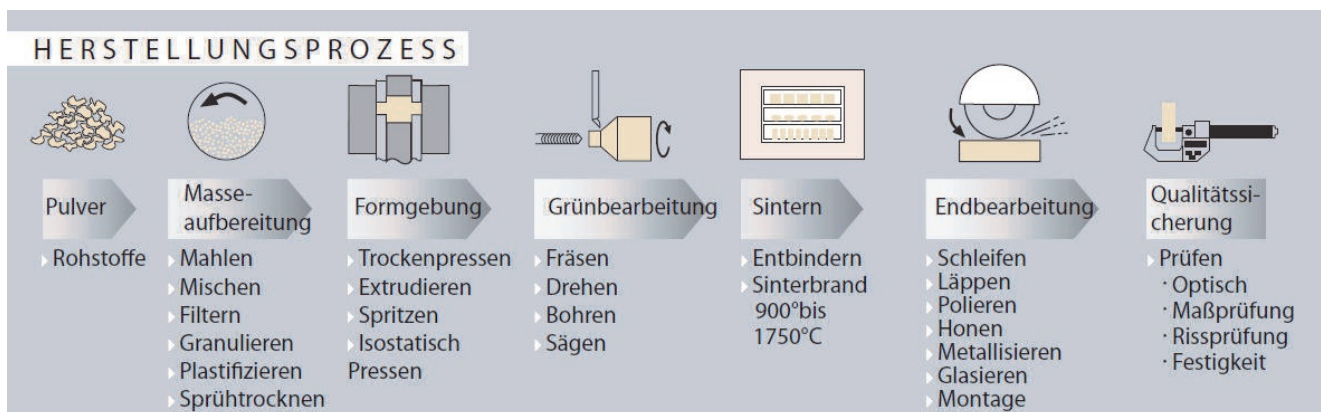 HERSTELLUNGSPROZESS
Pulver
Rohstoffe
Masse-
aufbereitung
Mahlen
Mischen
Filtern
Granulieren
Plastifizieren
Sprühtrocknen
Formgebung
Trockenpressen
Extrudieren
Spritzen
Isostatisch
Pressen
Grünbearbeitung
Fräsen
Drehen
Bohren
Sägen
Sintern
Entbindern
Sinterbrand
900°bis
1750°C
Endbearbeitung
Schleifen
Läppen
Polieren
Honen
Metallisieren
Glasieren
Montage
Qualitätssi-
cherung
Prüfen
· Optisch
· Maßprüfung
· Rissprüfung
· Festigkeit